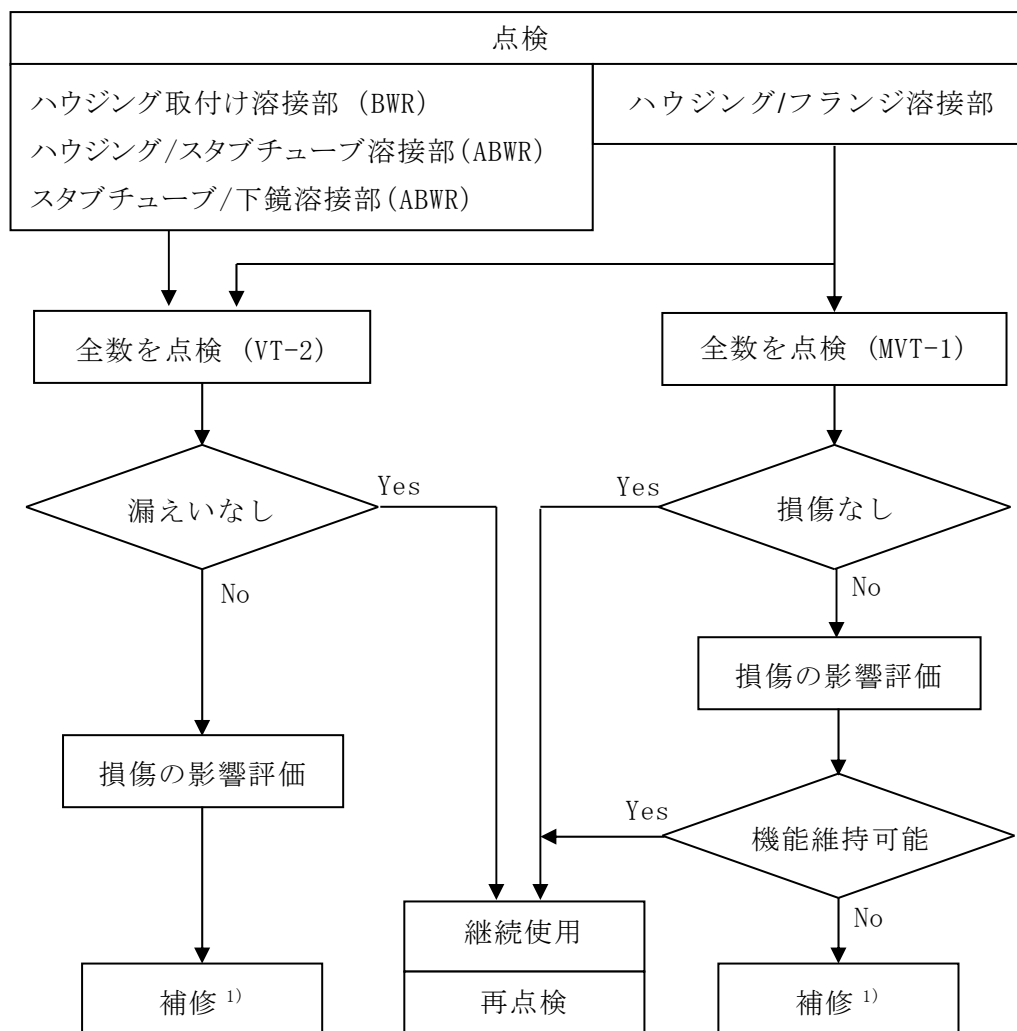 点検
ハウジング取付け溶接部 (BWR)
ハウジング/スタブチューブ溶接部(ABWR)
スタブチューブ/下鏡溶接部(ABWR)
ハウジング/フランジ溶接部
全数を点検 (VT-2)
全数を点検 (MVT-1)
漏えいなし
Yes
No
Yes
損傷なし
No
損傷の影響評価
損傷の影響評価
Yes
機能維持可能
No
継続使用
再点検
補修 1)
補修 1)